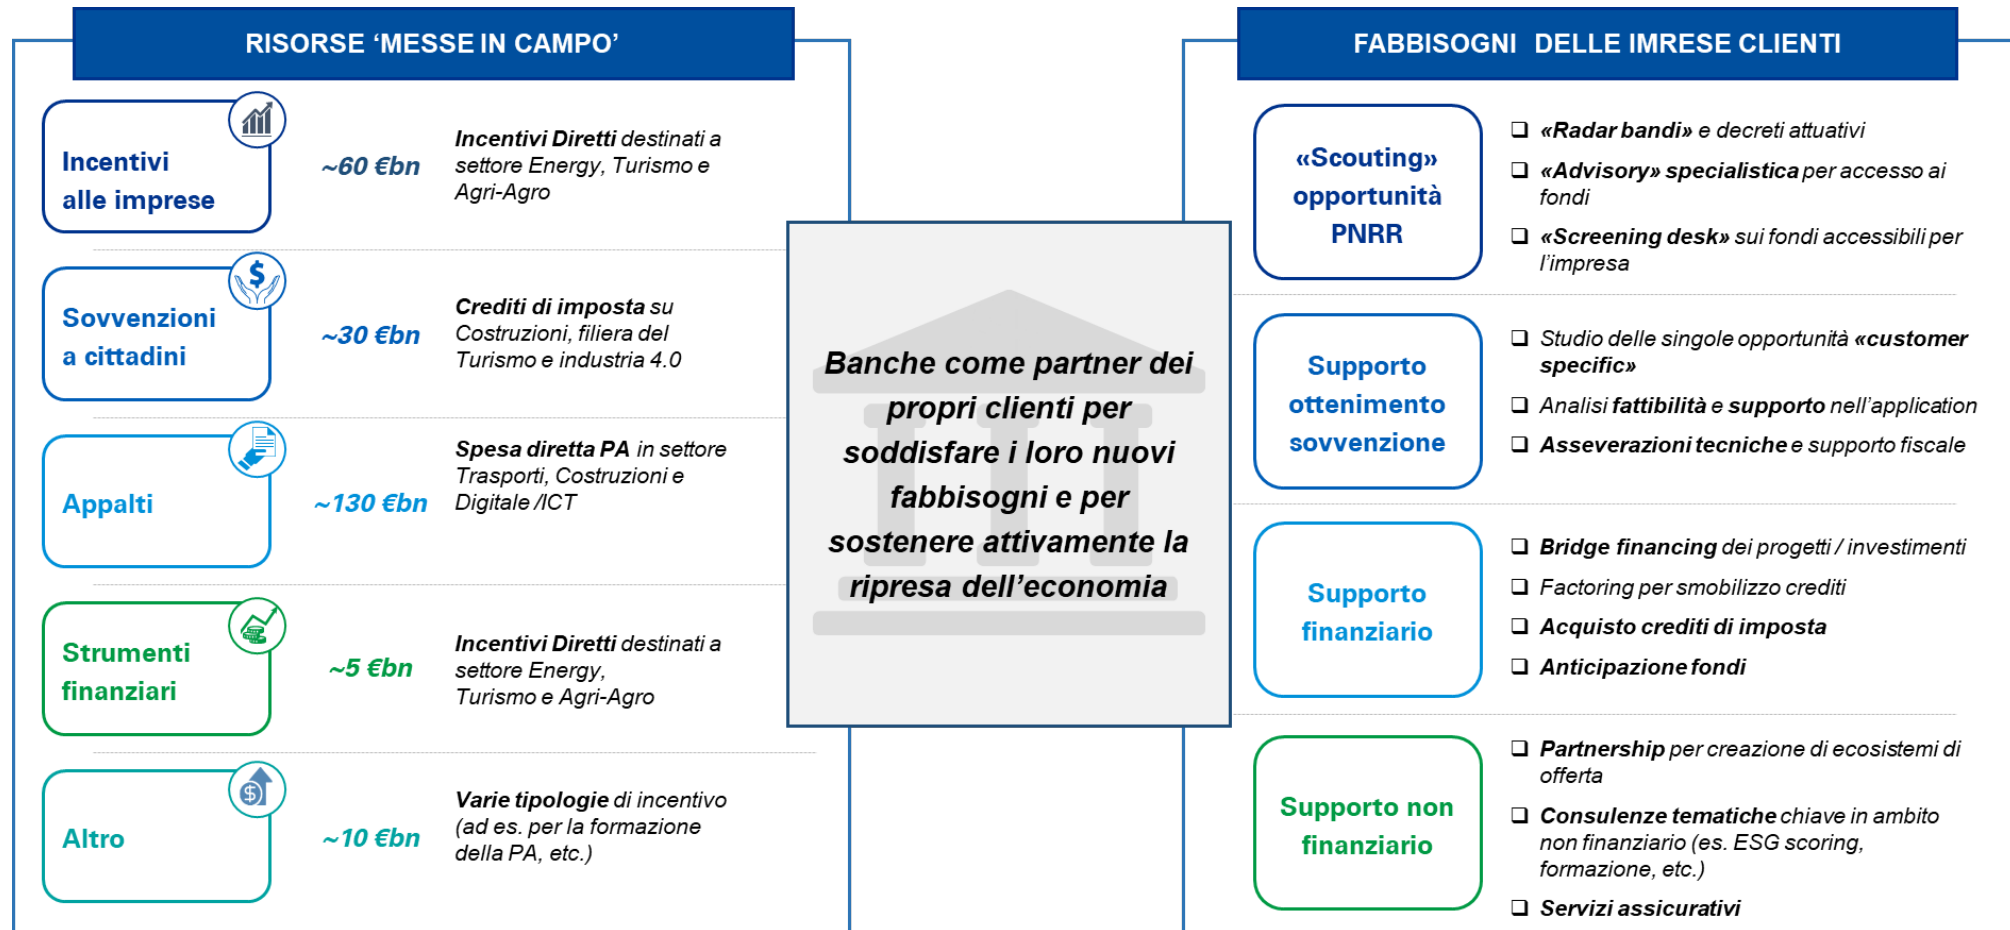 RISORSE ‘MESSE IN CAMPO’
Incentivi
alle imprese
~60 €bn
Incentivi Diretti destinati a
settore Energy, Turismo e
Agri-Agro
Sovvenzioni
a cittadini
$
~30 €bn
Crediti di imposta su
Costruzioni, filiera del
Turismo e industria 4.0
Appalti
~130 €bn
Spesa diretta PA in settore
Trasporti, Costruzioni e
Digitale /ICT
Strumenti
finanziari
~5 €bn
Incentivi Diretti destinati a
settore Energy,
Turismo e Agri-Agro
Altro
$
~10 €bn
Varie tipologie di incentivo
(ad es. per la formazione
della PA, etc.)
Banche come partner dei
propri clienti per
soddisfare i loro nuovi
fabbisogni e per
sostenere attivamente la
ripresa dell’economia
FABBISOGNI DELLE IMRESE CLIENTI
«Scouting»
opportunità
PNRR
❑ «Radar bandi» e decreti attuativi
❑ «Advisory» specialistica per accesso ai
fondi
❑ «Screening desk» sui fondi accessibili per
l’impresa
Supporto
ottenimento
sovvenzione
❑ Studio delle singole opportunità «customer
specific»
❑ Analisi fattibilità e supporto nell’application
❑ Asseverazioni tecniche e supporto fiscale
Supporto
finanziario
❑ Bridge financing dei progetti / investimenti
❑ Factoring per smobilizzo crediti
❑ Acquisto crediti di imposta
❑ Anticipazione fondi
Supporto non
finanziario
❑ Partnership per creazione di ecosistemi di
offerta
❑ Consulenze tematiche chiave in ambito
non finanziario (es. ESG scoring,
formazione, etc.)
❑ Servizi assicurativi